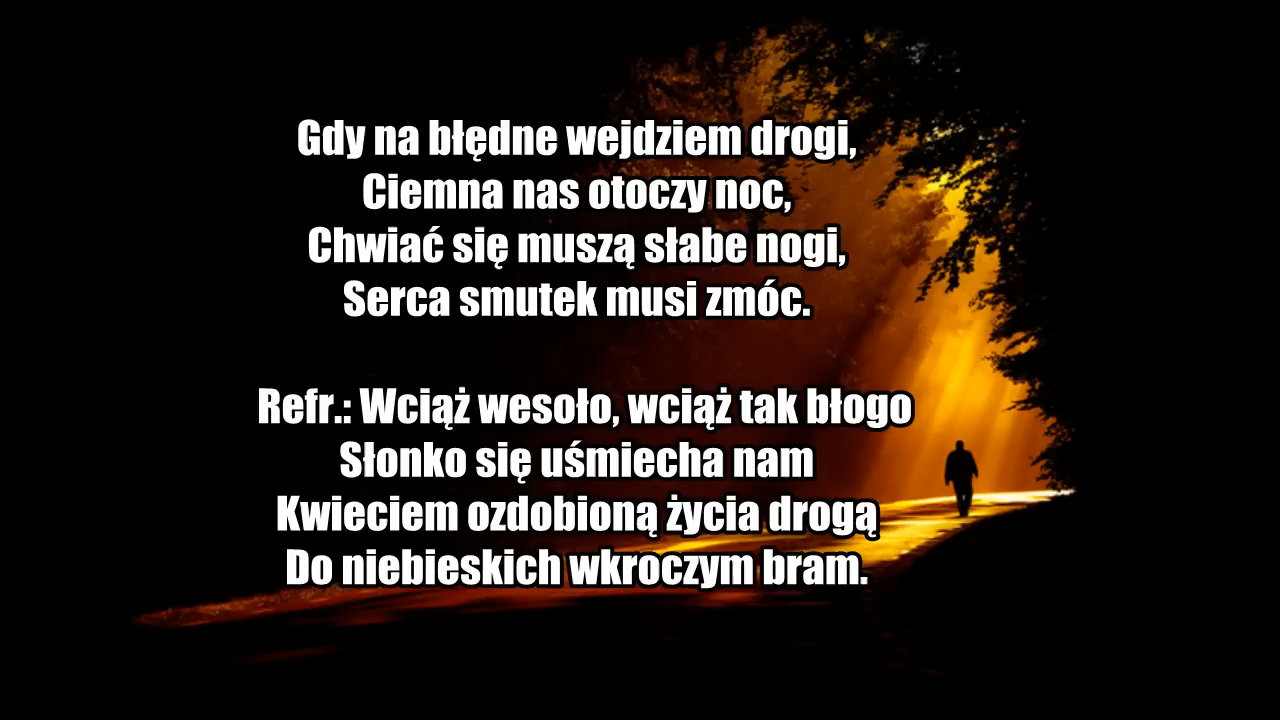 Gdy na błędne wejdziem drogi,
Ciemna nas otoczy noc,
Chwiać się muszą słabe nogi,
Serca smutek musi zmóc.
Refr.: Wciąż wesoło, wciąż tak błogo
Słonko się uśmiecha nam
Kwieciem ozdobioną życia drogą
Do niebieskich wkroczym bram.